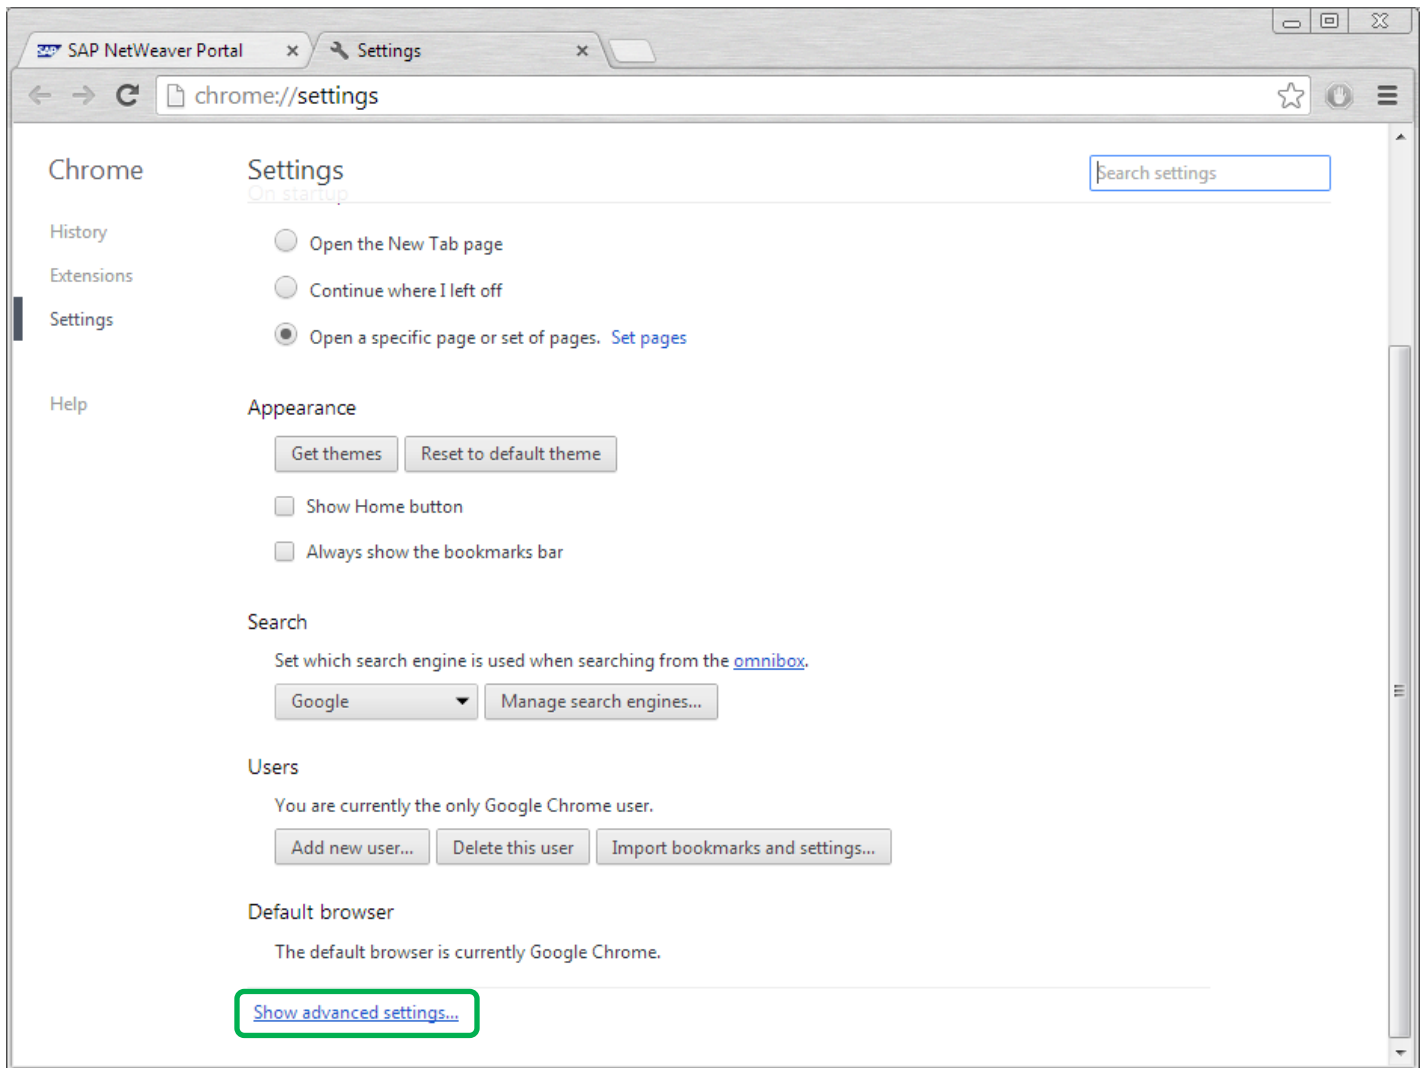 SAP SAP NetWeaver Portal
Settings
chrome://settings
Chrome
Settings
Search settings
On startup
History
Extensions
Settings
Help
Open the New Tab page
Continue where I left off
Open a specific page or set of pages. Set pages
Appearance
Get themes
Reset to default theme
Show Home button
Always show the bookmarks bar
Search
Set which search engine is used when searching from the omnibox.
Google
Manage search engines...
Users
You are currently the only Google Chrome user.
Add new user...
Delete this user
Import bookmarks and settings...
Default browser
The default browser is currently Google Chrome.
Show advanced settings...